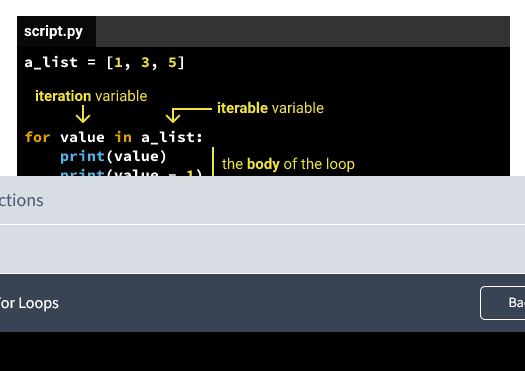 script.py
a_list = [1, 3, 5]
iteration variable
iterable variable
for value in a_list:
print(value)
the body of the loop
print(value - 1)
ctions
For Loops
Ba